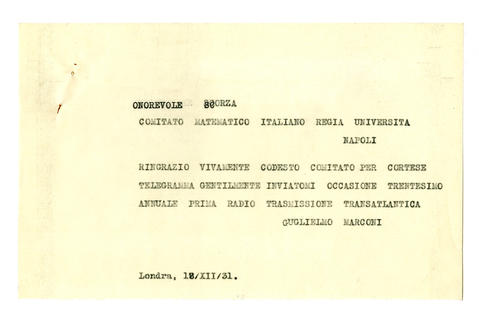 ONOREVOLE SCORZA
COMITATO MATEMATICO ITALIANO REGIA UNIVERSITA
NAPOLI
RINGRAZIO VIVAMENTE CODESTO COMITATO PER CORTESE
TELEGRAMMA GENTILMENTE INVIATOMI OCCASIONE TRENTESIMO
ANNUALE PRIMA RADIO TRASMISSIONE TRANSATLANTICA
GUGLIELMO MARCONI
Londra, 12/XII/31.